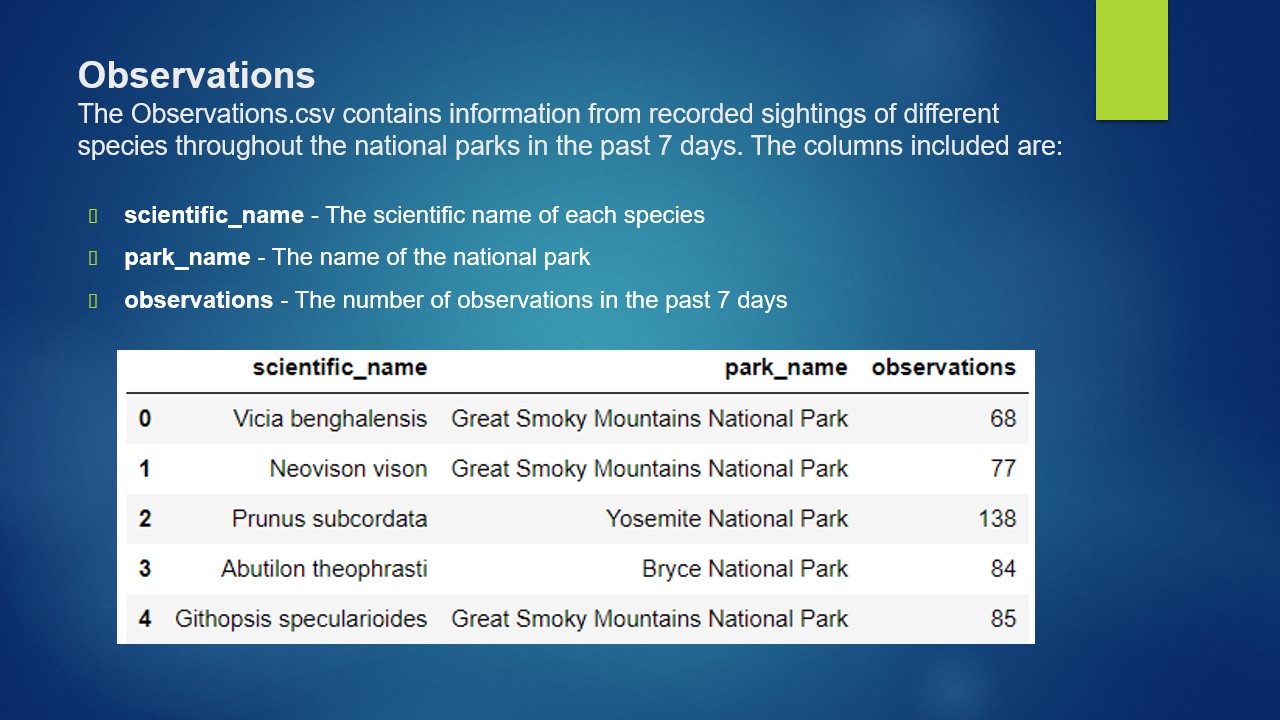 Observations
The Observations.csv contains information from recorded sightings of different
species throughout the national parks in the past 7 days. The columns included are:
scientific_name - The scientific name of each species
park_name - The name of the national park
observations - The number of observations in the past 7 days
scientific_name park_name observations
0 Vicia benghalensis Great Smoky Mountains National Park 68
1 Neovison vison Great Smoky Mountains National Park 77
2 Prunus subcordata Yosemite National Park 138
3 Abutilon theophrasti Bryce National Park 84
4 Githopsis specularioides Great Smoky Mountains National Park 85